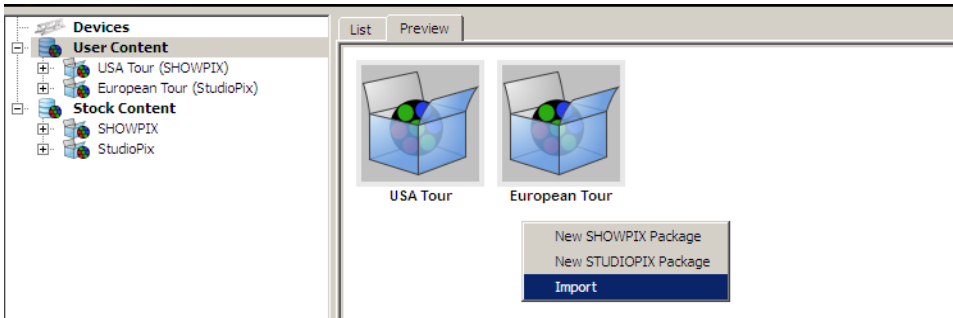 Devices
User Content
USA Tour (SHOWPIX)
European Tour (StudioPix)
Stock Content
SHOWPIX
StudioPix
List Preview
USA Tour European Tour
New SHOWPIX Package
New STUDIOPIX Package
Import